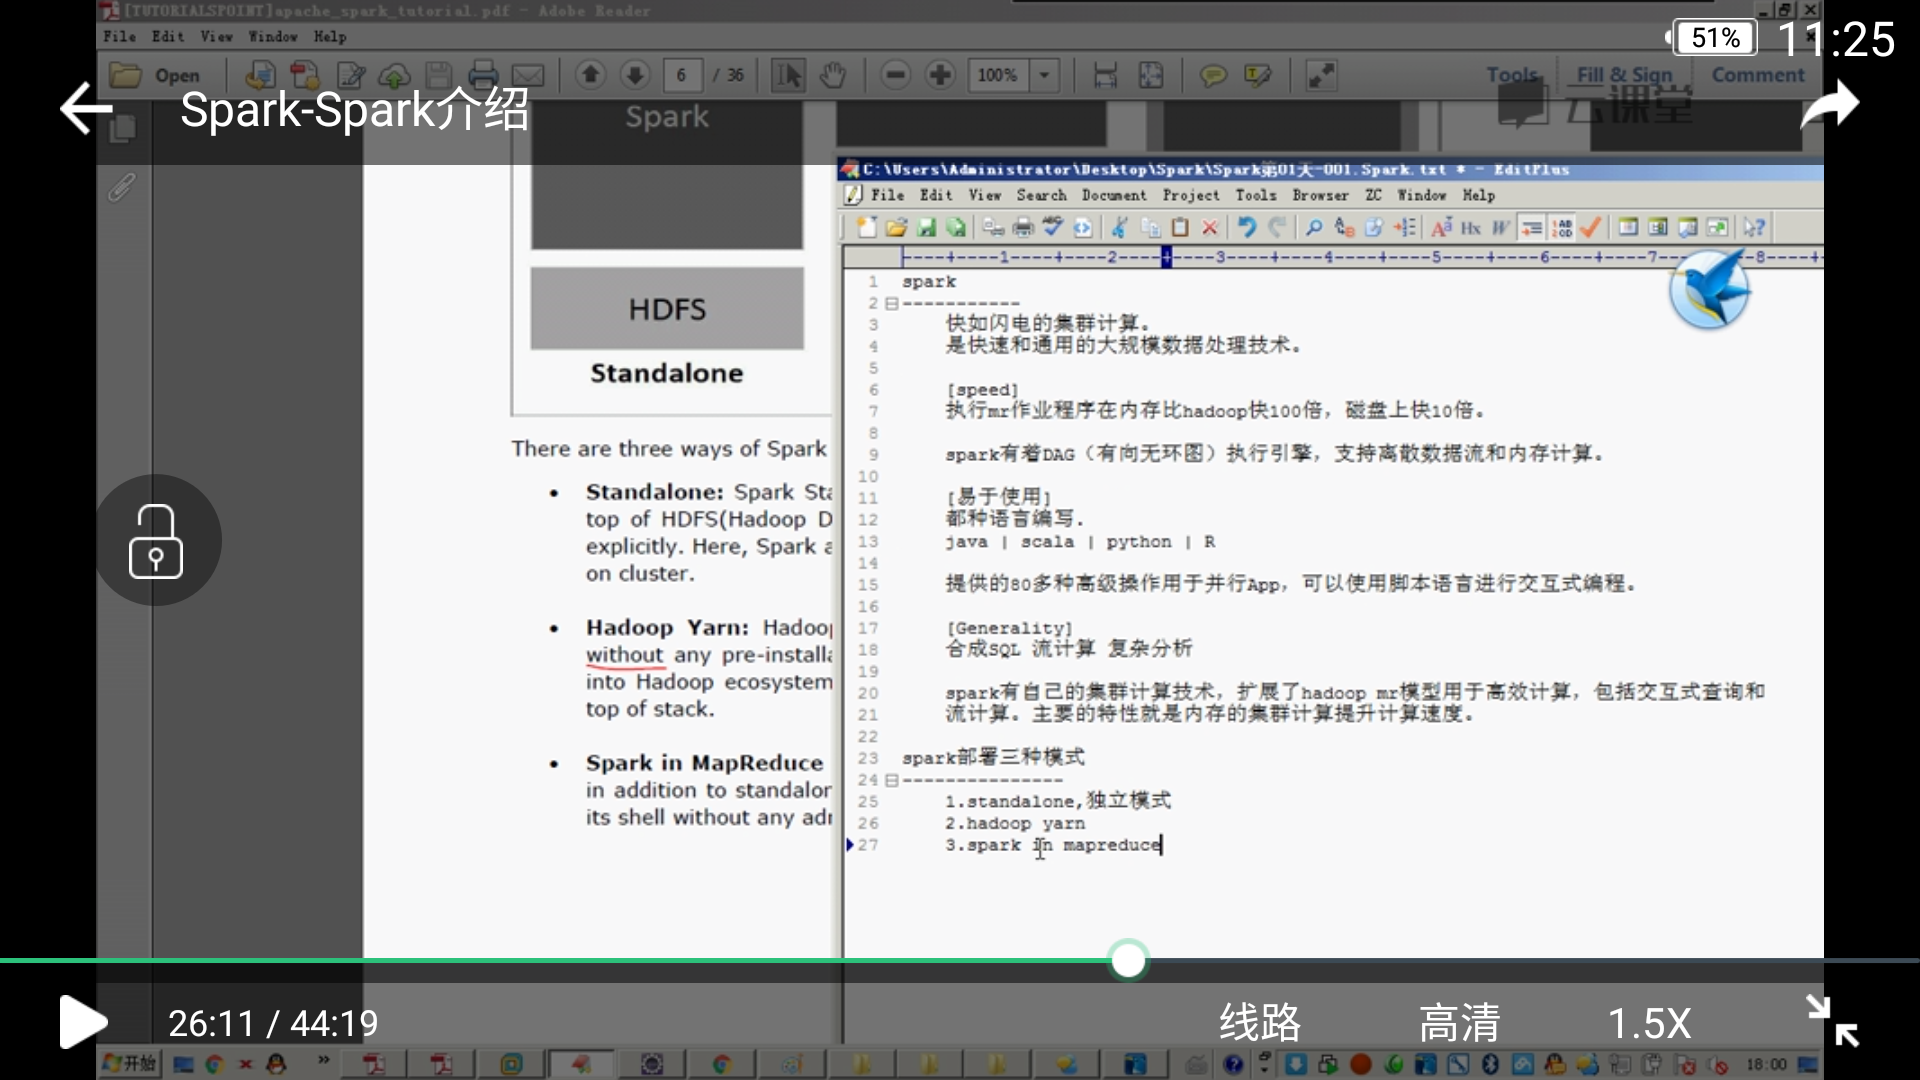 [TUTORIALSPOINT]apache_spark_tutorial.pdf - Adobe Reader
File Edit View Window Help
51% 11:25
Open 6 / 36 100% Tools Fill & Sign Comment
Spark-Spark介绍
云课堂
Spark
HDFS
Standalone
There are three ways of Spark
• Standalone: Spark Sta
top of HDFS(Hadoop D
explicitly. Here, Spark a
on cluster.
• Hadoop Yarn: Hadoop
without any pre-installa
into Hadoop ecosystem
top of stack.
• Spark in MapReduce
in addition to standalon
its shell without any adm
C:\Users\Administrator\Desktop\Spark\Spark第01天-001.Spark.txt * - EditPlus
File Edit View Search Document Project Tools Browser ZC Window Help
----+----1----+----2----+----3----+----4----+----5----+----6----+----7----+----8----+
1 spark
2 -----------
3 快如闪电的集群计算。
4 是快速和通用的大规模数据处理技术。
5
6 [speed]
7 执行mr作业程序在内存比hadoop快100倍，磁盘上快10倍。
8
9 spark有着DAG（有向无环图）执行引擎，支持离散数据流和内存计算。
10
11 [易于使用]
12 都种语言编写.
13 java | scala | python | R
14
15 提供的80多种高级操作用于并行App，可以使用脚本语言进行交互式编程。
16
17 [Generality]
18 合成SQL 流计算 复杂分析
19
20 spark有自己的集群计算技术，扩展了hadoop mr模型用于高效计算，包括交互式查询和
21 流计算。主要的特性就是内存的集群计算提升计算速度。
22
23 spark部署三种模式
24 ---------------
25 1.standalone,独立模式
26 2.hadoop yarn
27 3.spark in mapreduce
26:11 / 44:19 线路 高清 1.5X
开始 18:00